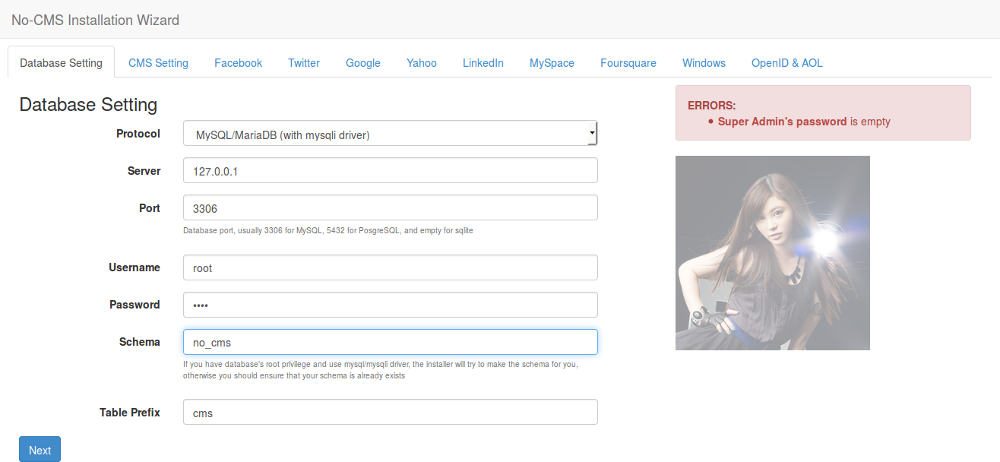 No-CMS Installation Wizard
Database Setting CMS Setting Facebook Twitter Google Yahoo LinkedIn MySpace Foursquare Windows OpenID & AOL
Database Setting
Protocol MySQL/MariaDB (with mysqli driver)
Server 127.0.0.1
Port 3306
Database port, usually 3306 for MySQL, 5432 for PosgreSQL, and empty for sqlite
Username root
Password ••••
Schema no_cms
If you have database's root privilege and use mysql/mysqli driver, the installer will try to make the schema for you,
otherwise you should ensure that your schema is already exists
Table Prefix cms
Next
ERRORS:
• Super Admin's password is empty